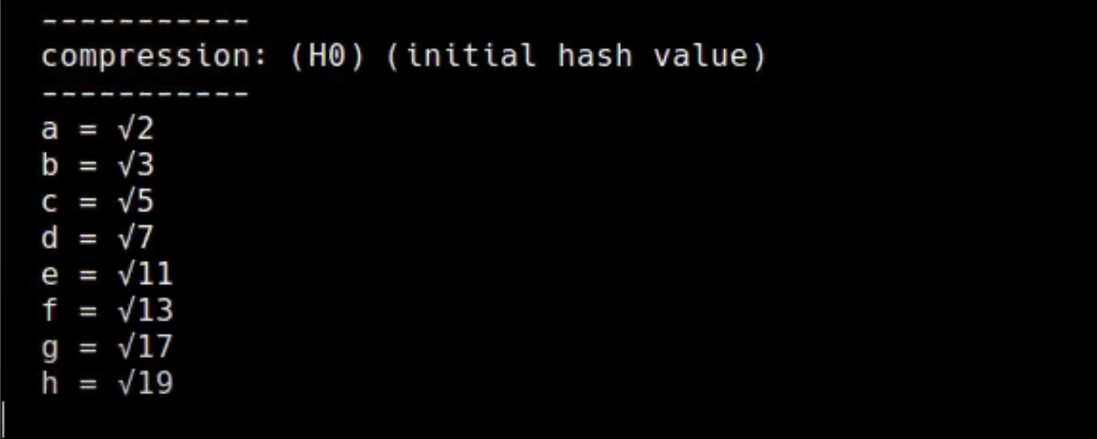 -----------
compression: (H0) (initial hash value)
-----------
a = √2
b = √3
c = √5
d = √7
e = √11
f = √13
g = √17
h = √19